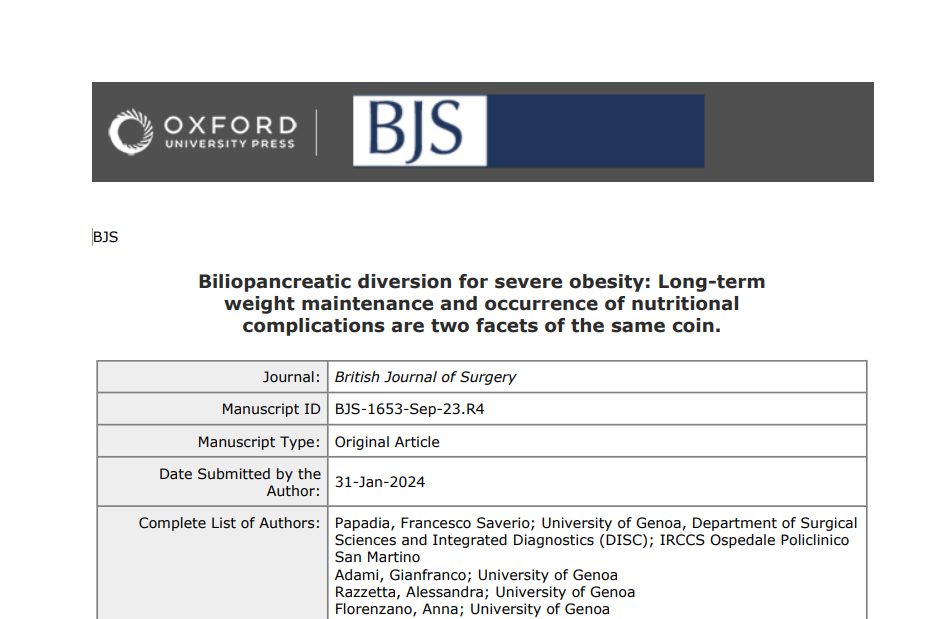 OXFORD
UNIVERSITY PRESS
BJS
BJS
Biliopancreatic diversion for severe obesity: Long-term
weight maintenance and occurrence of nutritional
complications are two facets of the same coin.
Journal: British Journal of Surgery
Manuscript ID BJS-1653-Sep-23.R4
Manuscript Type: Original Article
Date Submitted by the
Author: 31-Jan-2024
Complete List of Authors: Papadia, Francesco Saverio; University of Genoa, Department of Surgical
Sciences and Integrated Diagnostics (DISC); IRCCS Ospedale Policlinico
San Martino
Adami, Gianfranco; University of Genoa
Razzetta, Alessandra; University of Genoa
Florenzano, Anna; University of Genoa